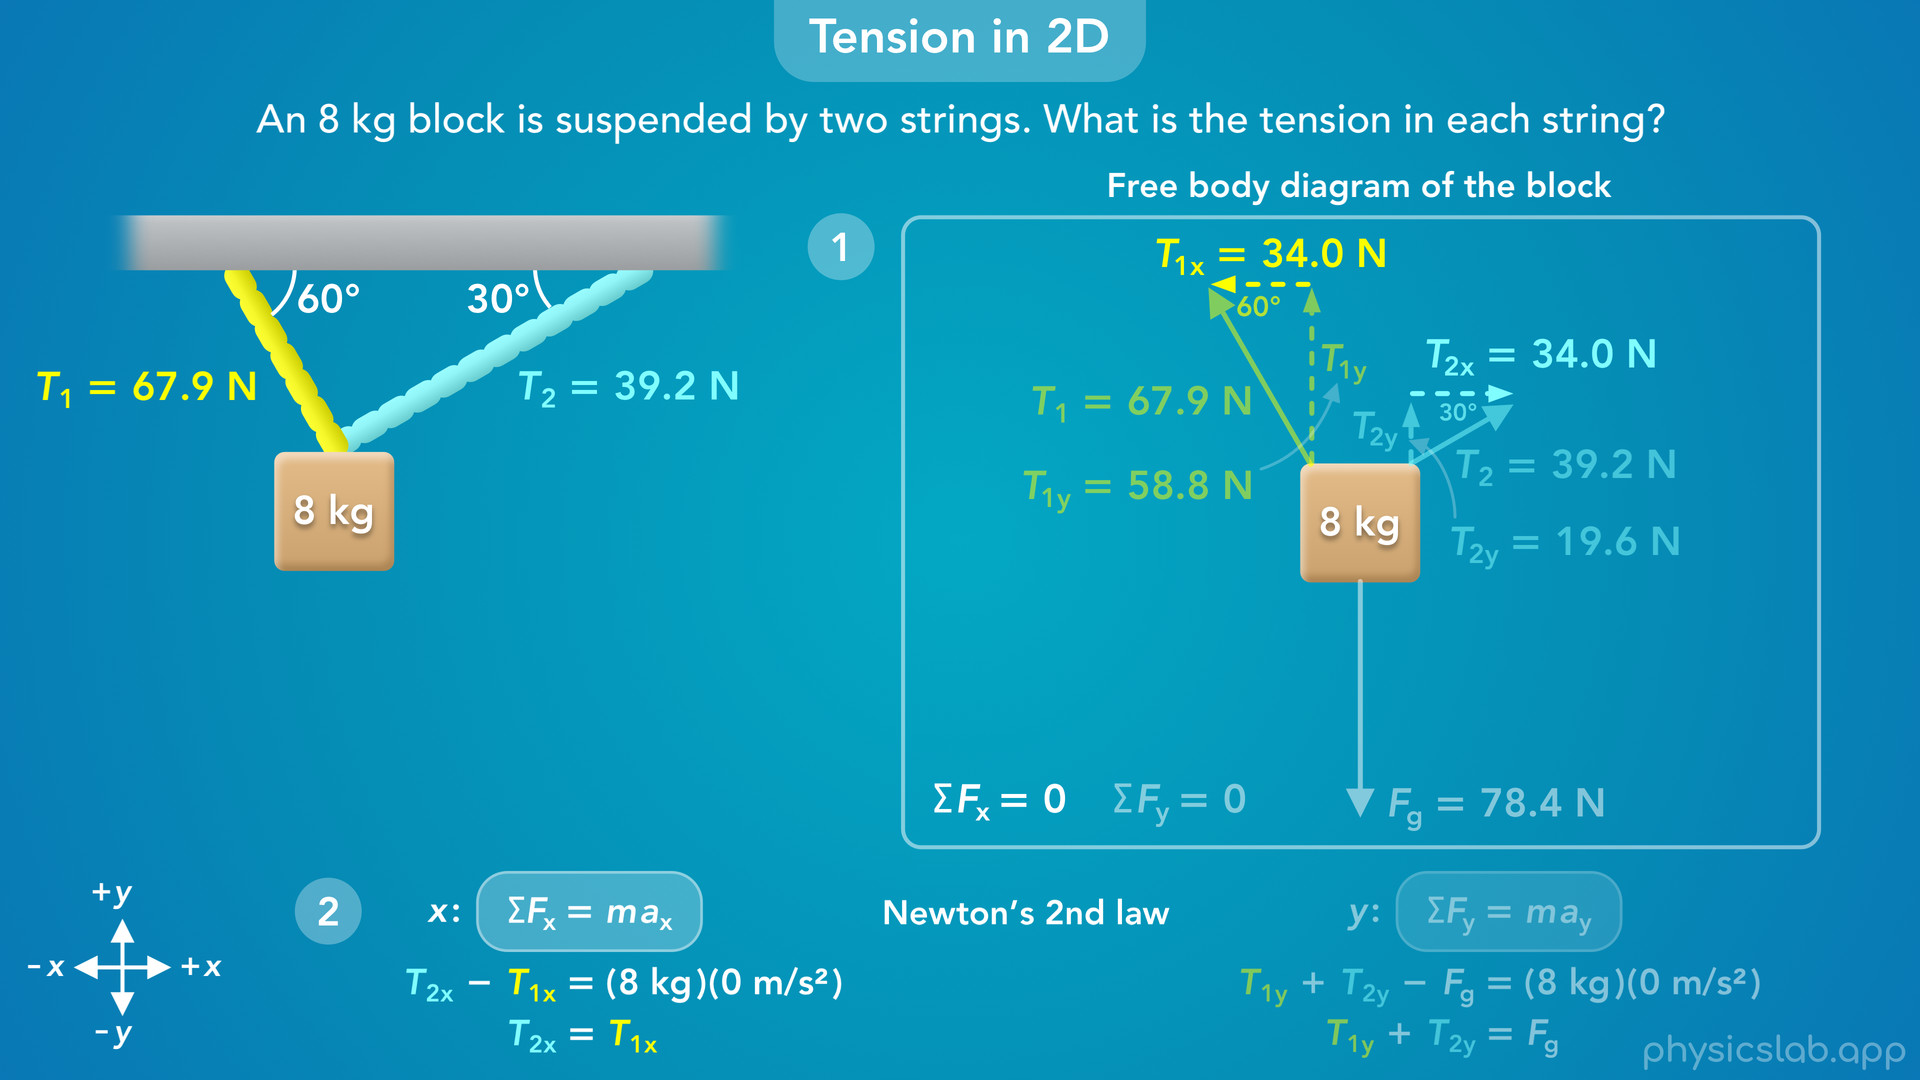 Tension in 2D
An 8 kg block is suspended by two strings. What is the tension in each string?
Free body diagram of the block
1
60°
30°
T₁ = 67.9 N
T₂ = 39.2 N
8 kg
T₁ₓ = 34.0 N
60°
T₁y
T₂ₓ = 34.0 N
30°
T₁ = 67.9 N
T₂y
T₂ = 39.2 N
T₁y = 58.8 N
8 kg
T₂y = 19.6 N
ΣFₓ = 0
ΣFy = 0
Fg = 78.4 N
+y
-x
+x
-y
2
x: ΣFₓ = maₓ
Newton's 2nd law
y: ΣFy = may
T₂ₓ − T₁ₓ = (8 kg)(0 m/s²)
T₁y + T₂y − Fg = (8 kg)(0 m/s²)
T₂ₓ = T₁ₓ
T₁y + T₂y = Fg
physicslab.app